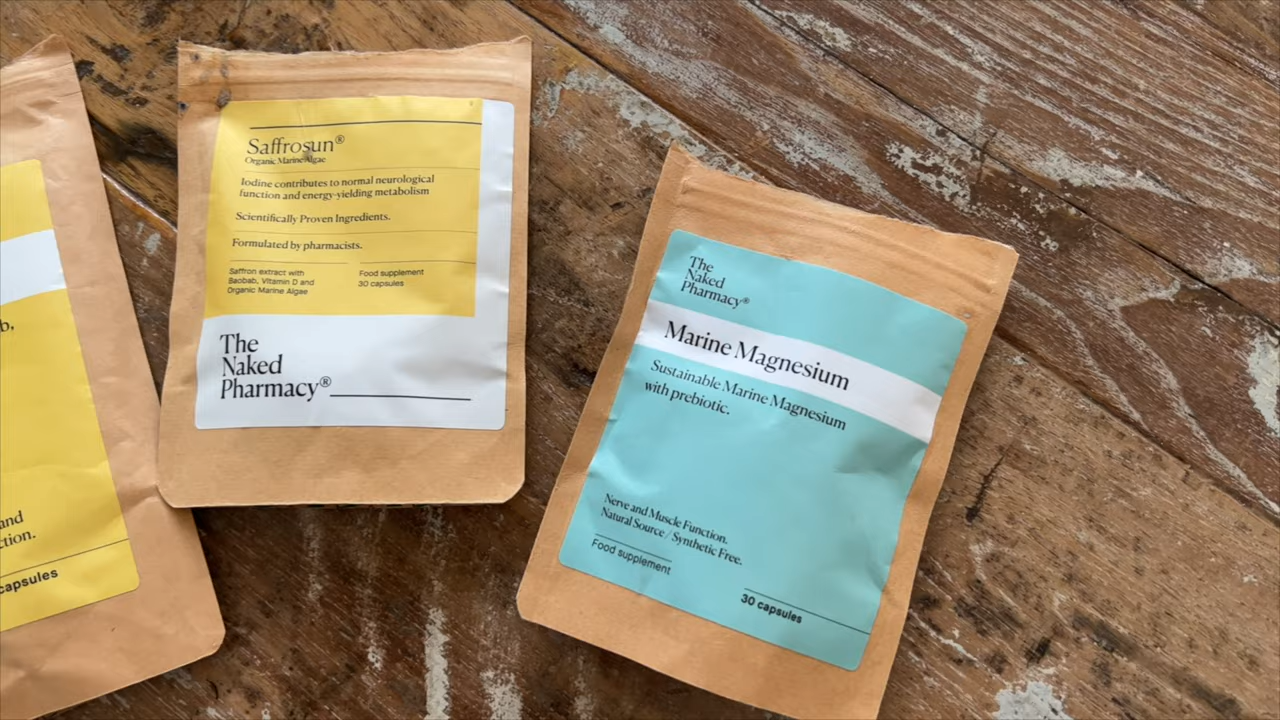 b,
and
ction.
capsules
Saffrosun®
Organic Marine Algae
Iodine contributes to normal neurological
function and energy-yielding metabolism
Scientifically Proven Ingredients.
Formulated by pharmacists.
Saffron extract with
Baobab, Vitamin D and
Organic Marine Algae
Food supplement
30 capsules
The
Naked
Pharmacy®
The
Naked
Pharmacy®
Marine Magnesium
Sustainable Marine Magnesium
with prebiotic.
Nerve and Muscle Function.
Natural Source / Synthetic Free.
Food supplement
30 capsules